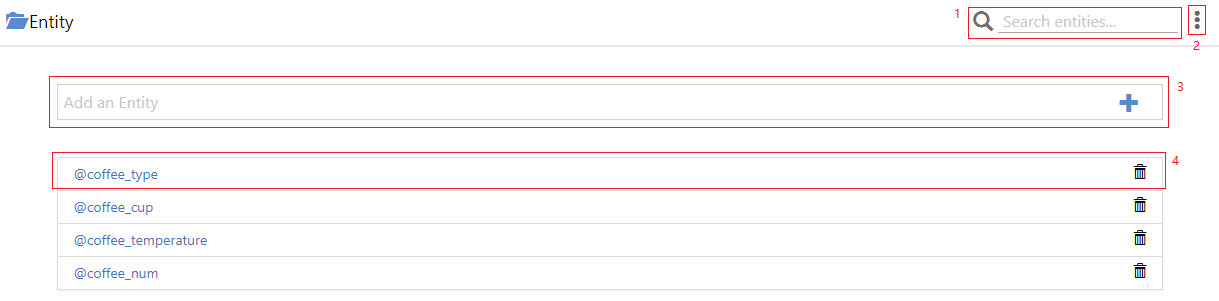 Entity
1
Search entities...
2
Add an Entity
3
@coffee_type
4
@coffee_cup
@coffee_temperature
@coffee_num